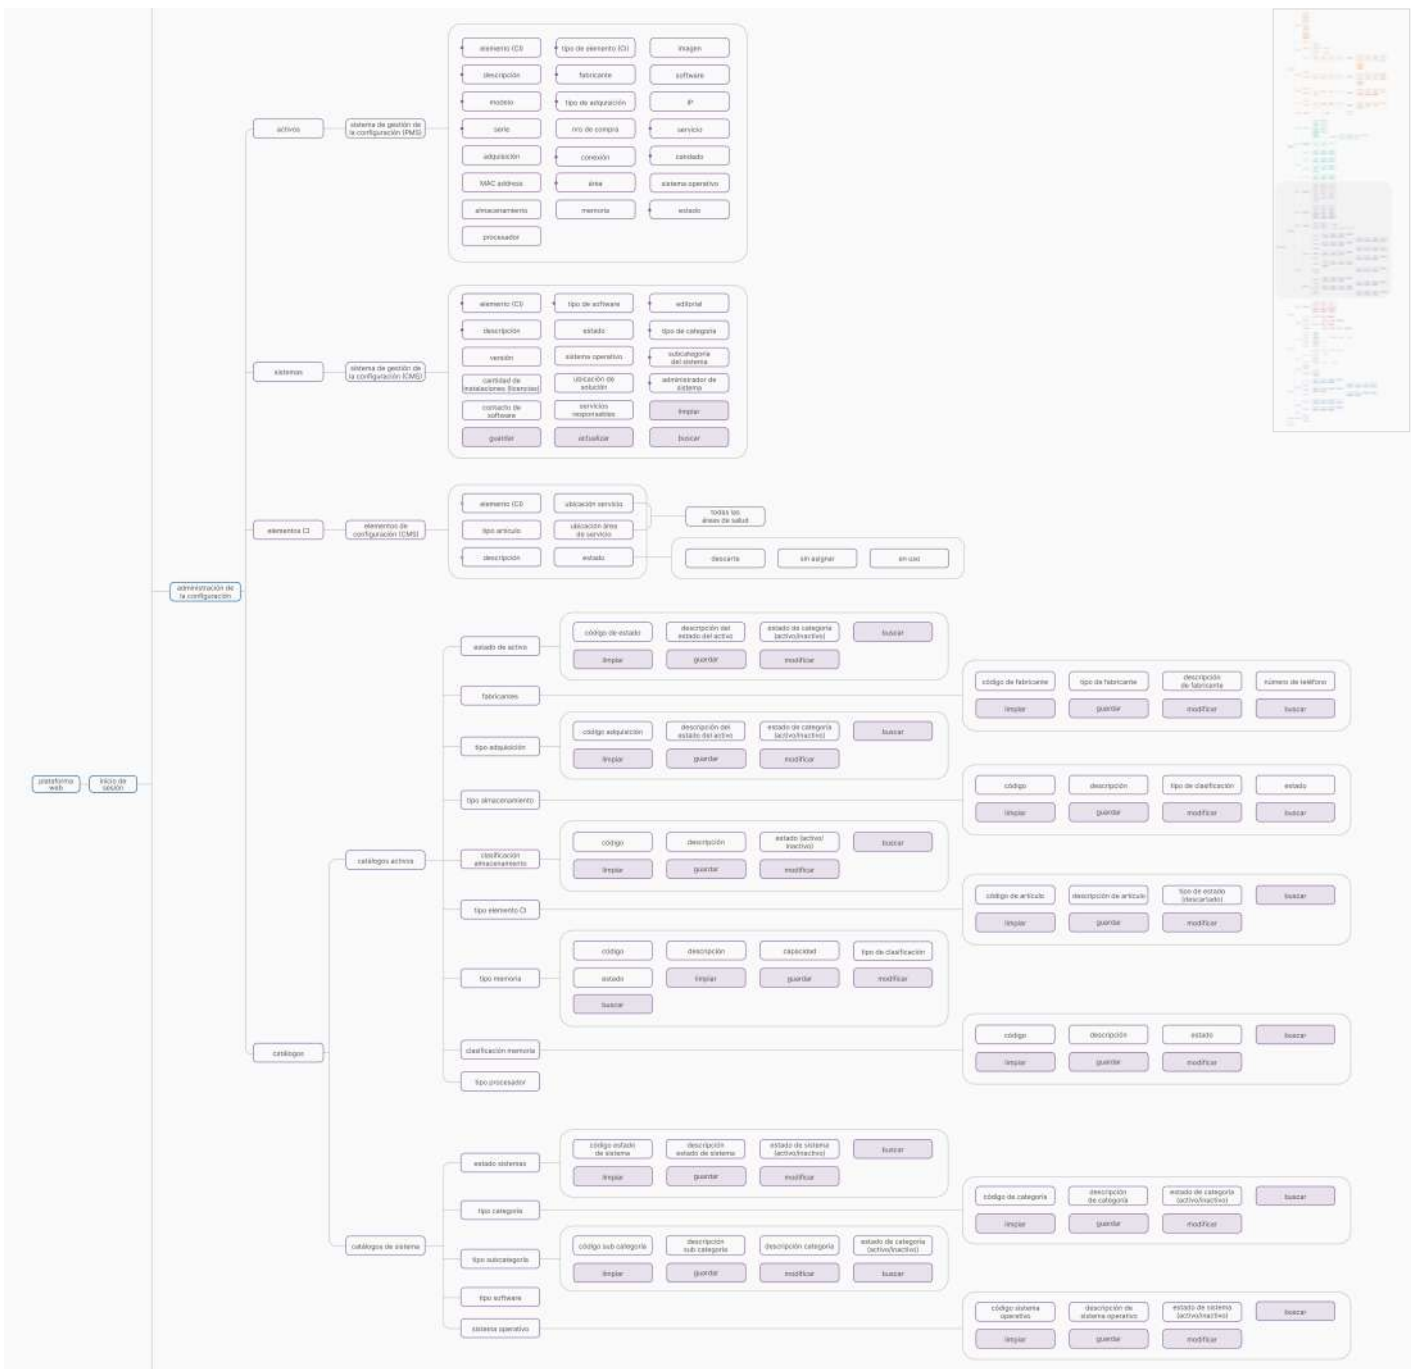 elemento (CI)
tipo de elemento (CI)
imagen
descripción
fabricante
software
modelo
tipo de adquisición
IP
activos
sistema de gestión de
la configuración (PMS)
serie
nro de compra
servicio
adquisición
conexión
cantidad
MAC address
área
sistema operativo
almacenamiento
memoria
estado
procesador
elemento (CI)
tipo de software
editorial
descripción
estado
tipo de categoría
versión
sistema operativo
subcategoría
del sistema
sistemas
sistema de gestión de
la configuración (CMS)
cantidad de
instalaciones (licencias)
ubicación de
solución
administrador de
sistema
contacto de
software
servicios
responsables
limpiar
guardar
actualizar
buscar
elemento (CI)
ubicación servicio
todas las
áreas de salud
elementos CI
elementos de
configuración (CMS)
tipo artículo
ubicación área
de servicio
descripción
estado
descarte
sin asignar
en uso
administración de
la configuración
estado de activo
código de estado
descripción del
estado del activo
estado de categoría
(activo/inactivo)
buscar
limpiar
guardar
modificar
fabricantes
código de fabricante
tipo de fabricante
descripción
de fabricante
número de teléfono
limpiar
guardar
modificar
buscar
tipo adquisición
código adquisición
descripción del
estado del activo
estado de categoría
(activo/inactivo)
buscar
limpiar
guardar
modificar
plataforma
web
inicio de
sesión
tipo almacenamiento
código
descripción
tipo de clasificación
estado
limpiar
guardar
modificar
buscar
catálogos activos
clasificación
almacenamiento
código
descripción
estado (activo/
inactivo)
buscar
limpiar
guardar
modificar
tipo elemento CI
código de artículo
descripción de artículo
tipo de estado
(descartado)
buscar
limpiar
guardar
modificar
tipo memoria
código
descripción
capacidad
tipo de clasificación
estado
limpiar
guardar
modificar
buscar
catálogos
clasificación memoria
código
descripción
estado
buscar
limpiar
guardar
modificar
tipo procesador
estado sistemas
código estado
de sistema
descripción
estado de sistema
estado de sistema
(activo/inactivo)
buscar
limpiar
guardar
modificar
tipo categoría
código de categoría
descripción
de categoría
estado de categoría
(activo/inactivo)
buscar
limpiar
guardar
modificar
catálogos de sistema
tipo subcategoría
código sub categoría
descripción
sub categoría
descripción categoría
estado de categoría
(activo/inactivo)
limpiar
guardar
modificar
buscar
tipo software
sistema operativo
código sistema
operativo
descripción de
sistema operativo
estado de sistema
(activo/inactivo)
buscar
limpiar
guardar
modificar